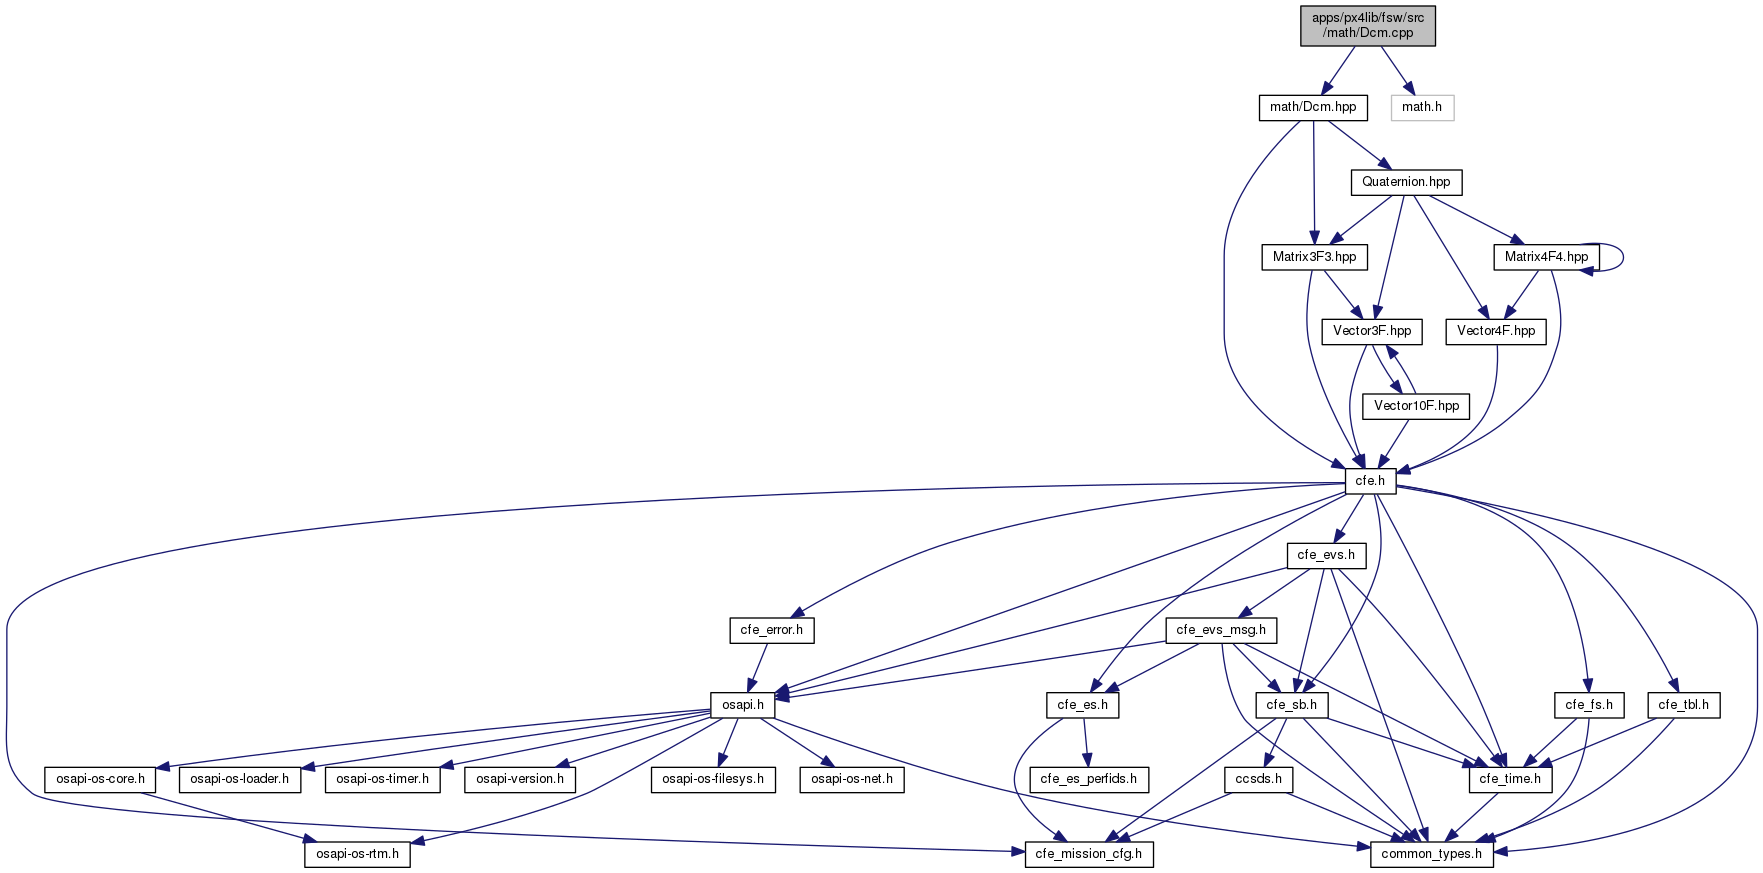 apps/px4lib/fsw/src
/math/Dcm.cpp
math/Dcm.hpp
math.h
Quaternion.hpp
Matrix3F3.hpp
Matrix4F4.hpp
Vector3F.hpp
Vector4F.hpp
Vector10F.hpp
cfe.h
cfe_evs.h
cfe_error.h
cfe_evs_msg.h
osapi.h
cfe_es.h
cfe_sb.h
cfe_fs.h
cfe_tbl.h
osapi-os-core.h
osapi-os-loader.h
osapi-os-timer.h
osapi-version.h
osapi-os-filesys.h
osapi-os-net.h
cfe_es_perfids.h
ccsds.h
cfe_time.h
osapi-os-rtm.h
cfe_mission_cfg.h
common_types.h